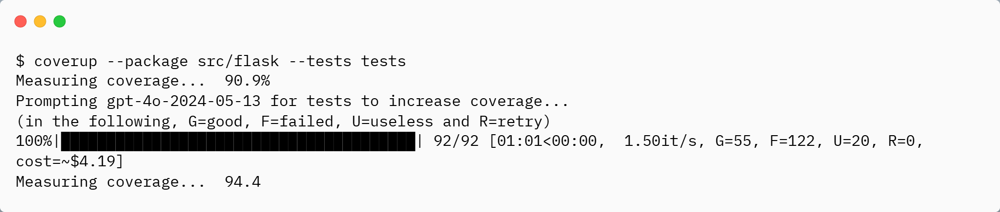 $ coverup --package src/flask --tests tests
Measuring coverage...  90.9%
Prompting gpt-4o-2024-05-13 for tests to increase coverage...
(in the following, G=good, F=failed, U=useless and R=retry)
100%|███████████████████████████████████████| 92/92 [01:01<00:00,  1.50it/s, G=55, F=122, U=20, R=0,
cost=~$4.19]
Measuring coverage...  94.4